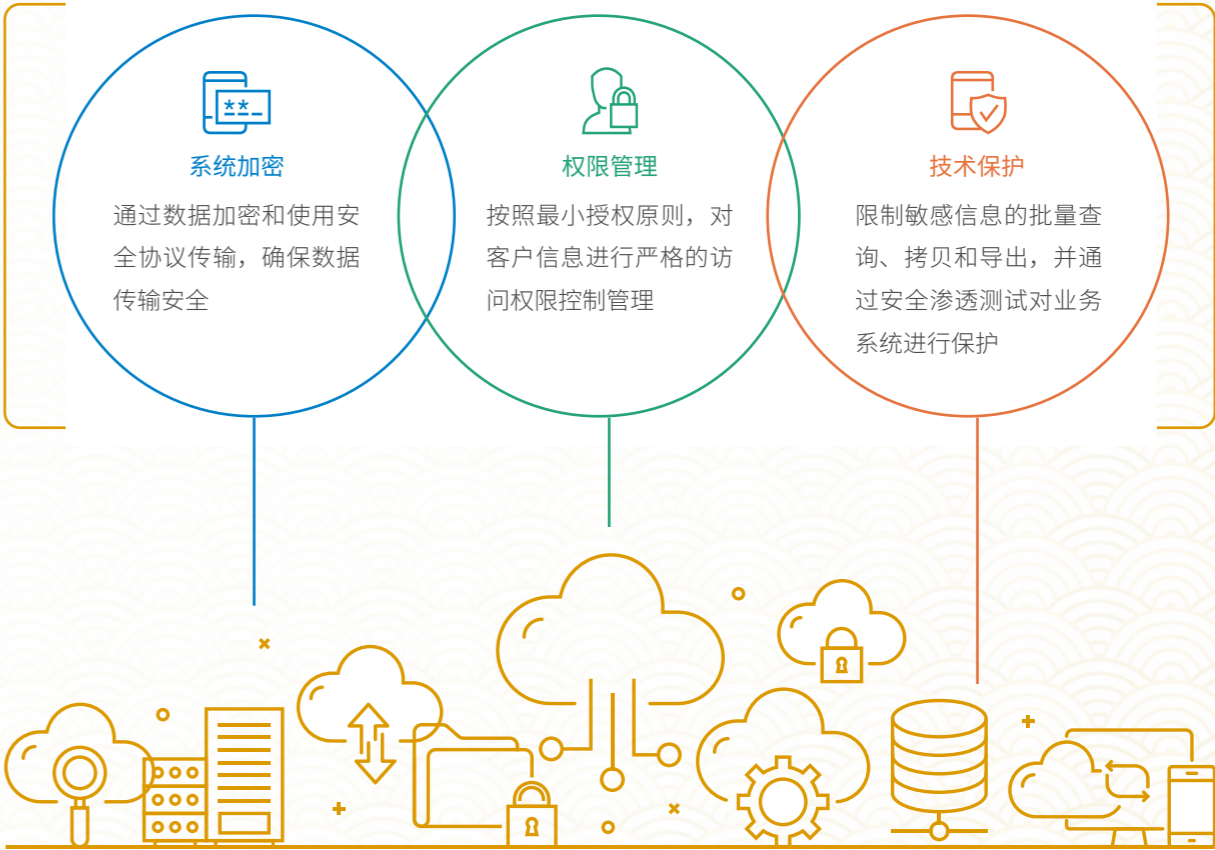 系统加密
通过数据加密和使用安
全协议传输，确保数据
传输安全
权限管理
按照最小授权原则，对
客户信息进行严格的访
问权限控制管理
技术保护
限制敏感信息的批量查
询、拷贝和导出，并通
过安全渗透测试对业务
系统进行保护